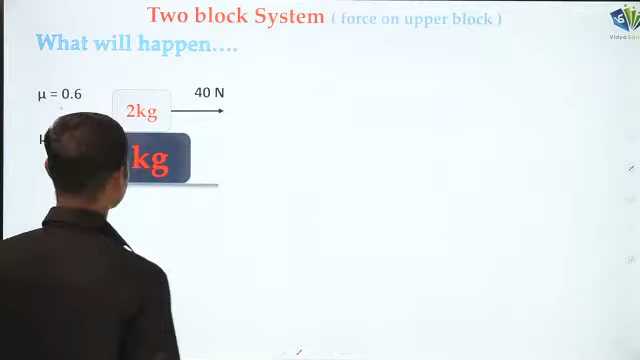 Two block System ( force on upper block )
What will happen....
μ = 0.6
40 N
2kg
kg